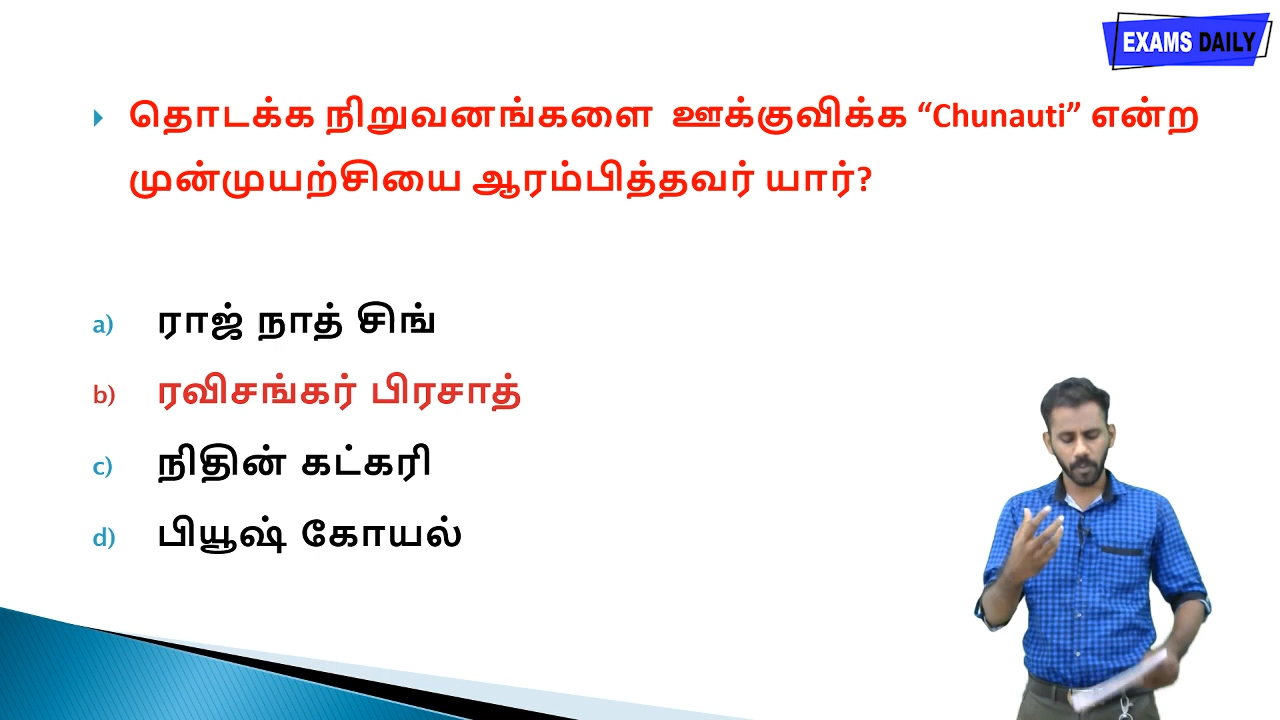 EXAMS DAILY
தொடக்க நிறுவனங்களை ஊக்குவிக்க “Chunauti” என்ற
முன்முயற்சியை ஆரம்பித்தவர் யார்?
a) ராஜ் நாத் சிங்
b) ரவிசங்கர் பிரசாத்
c) நிதின் கட்கரி
d) பியூஷ் கோயல்